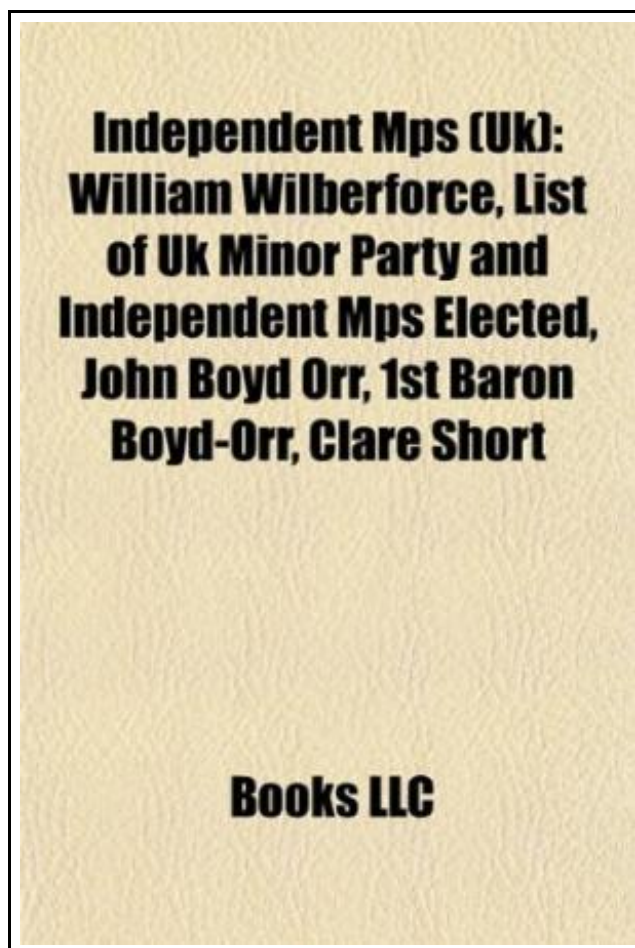 Independent Mps (Uk):
William Wilberforce, List
of Uk Minor Party and
Independent Mps Elected,
John Boyd Orr, 1st Baron
Boyd-Orr, Clare Short
Books LLC